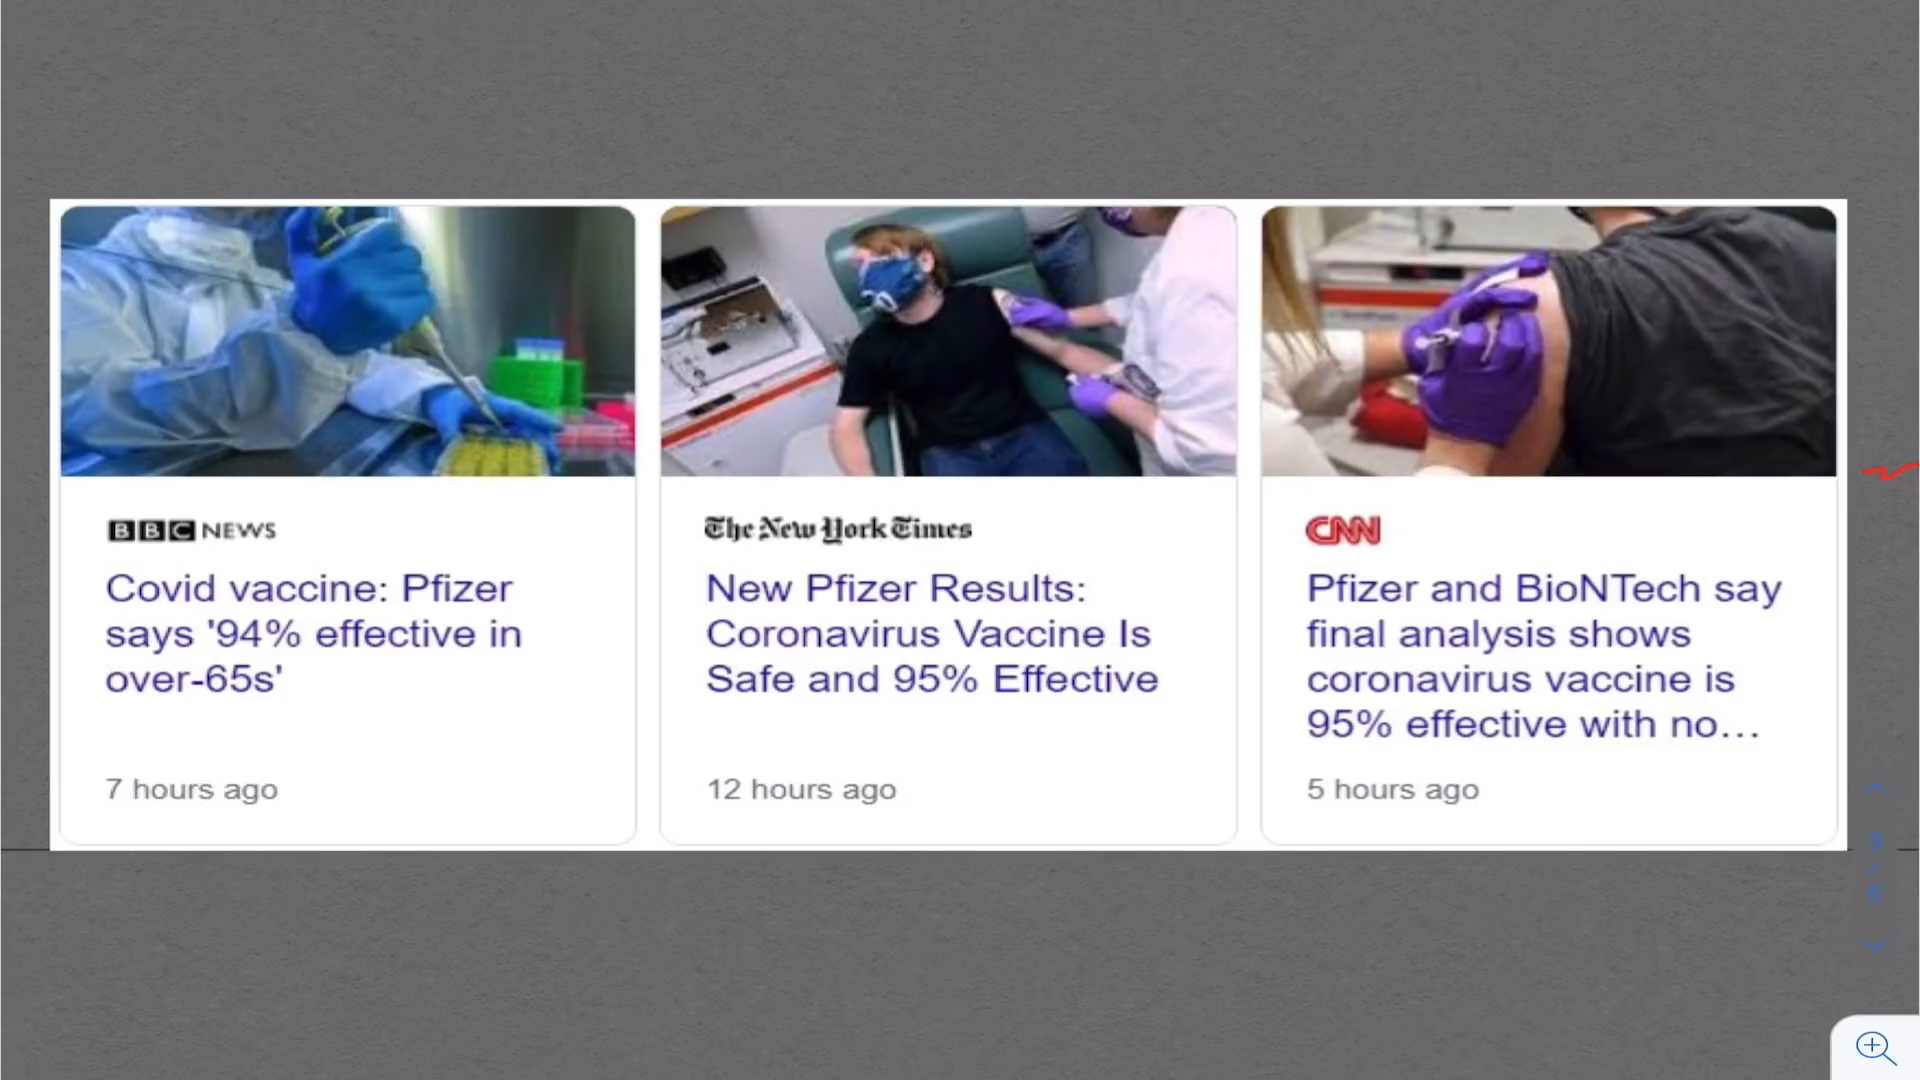 BBC NEWS
Covid vaccine: Pfizer
says '94% effective in
over-65s'
7 hours ago
The New York Times
New Pfizer Results:
Coronavirus Vaccine Is
Safe and 95% Effective
12 hours ago
CNN
Pfizer and BioNTech say
final analysis shows
coronavirus vaccine is
95% effective with no...
5 hours ago
3
/